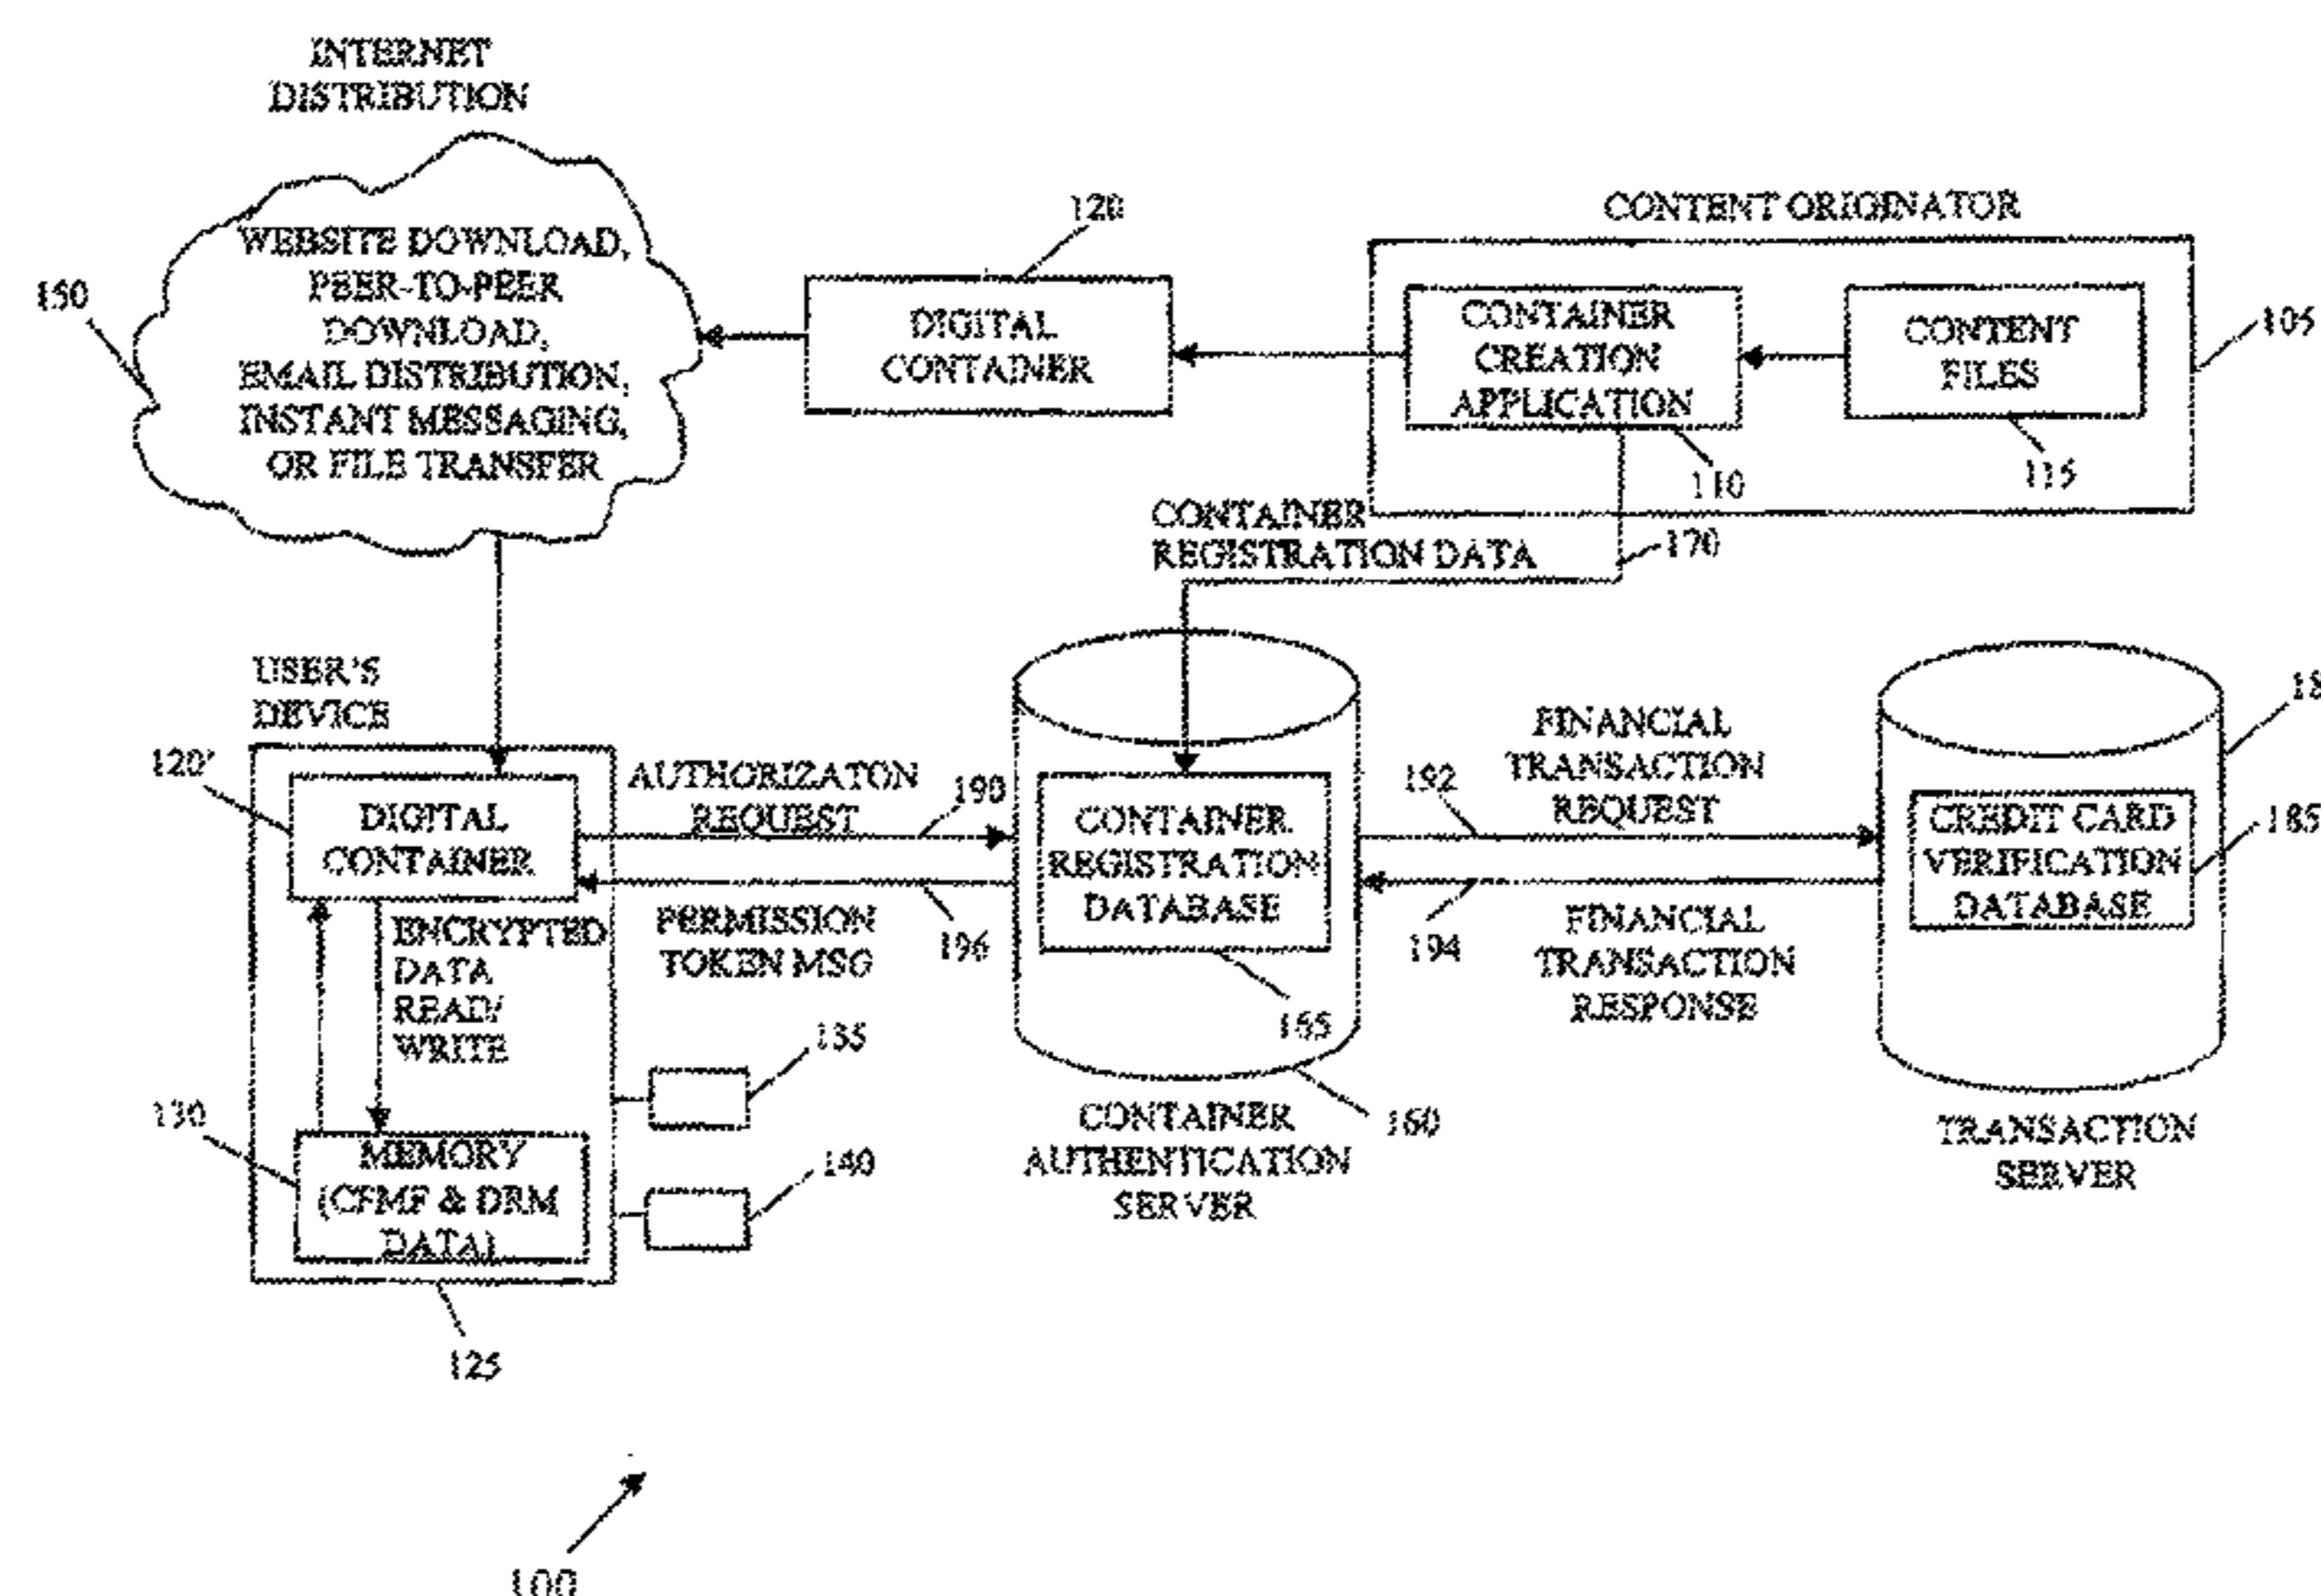 INTERNET
DISTRIBUTION
WEBSITE DOWNLOAD,
PEER-TO-PEER
DOWNLOAD,
EMAIL DISTRIBUTION,
INSTANT MESSAGING,
OR FILE TRANSFER
150
120
DIGITAL
CONTAINER
CONTENT ORIGINATOR
CONTAINER
CREATION
APPLICATION
CONTENT
FILES
105
110
115
CONTAINER
REGISTRATION DATA
170
USER'S
DEVICE
120'
DIGITAL
CONTAINER
AUTHORIZATON
REQUEST
190
ENCRYPTED
DATA
READ/
WRITE
PERMISSION
TOKEN MSG
196
130
MEMORY
(CFMF & DRM
DATA)
135
140
125
CONTAINER
REGISTRATION
DATABASE
165
160
CONTAINER
AUTHENTICATION
SERVER
FINANCIAL
TRANSACTION
REQUEST
192
194
FINANCIAL
TRANSACTION
RESPONSE
CREDIT CARD
VERIFICATION
DATABASE
185
TRANSACTION
SERVER
100